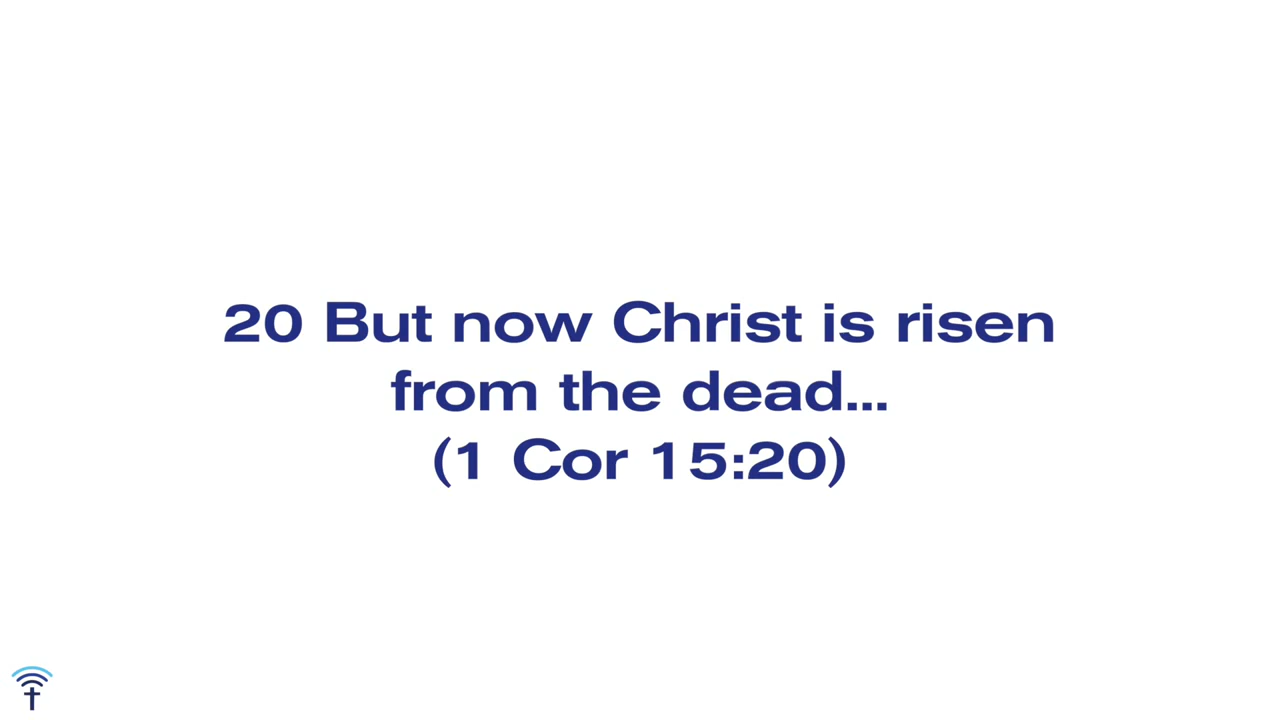 20 But now Christ is risen
from the dead...
(1 Cor 15:20)